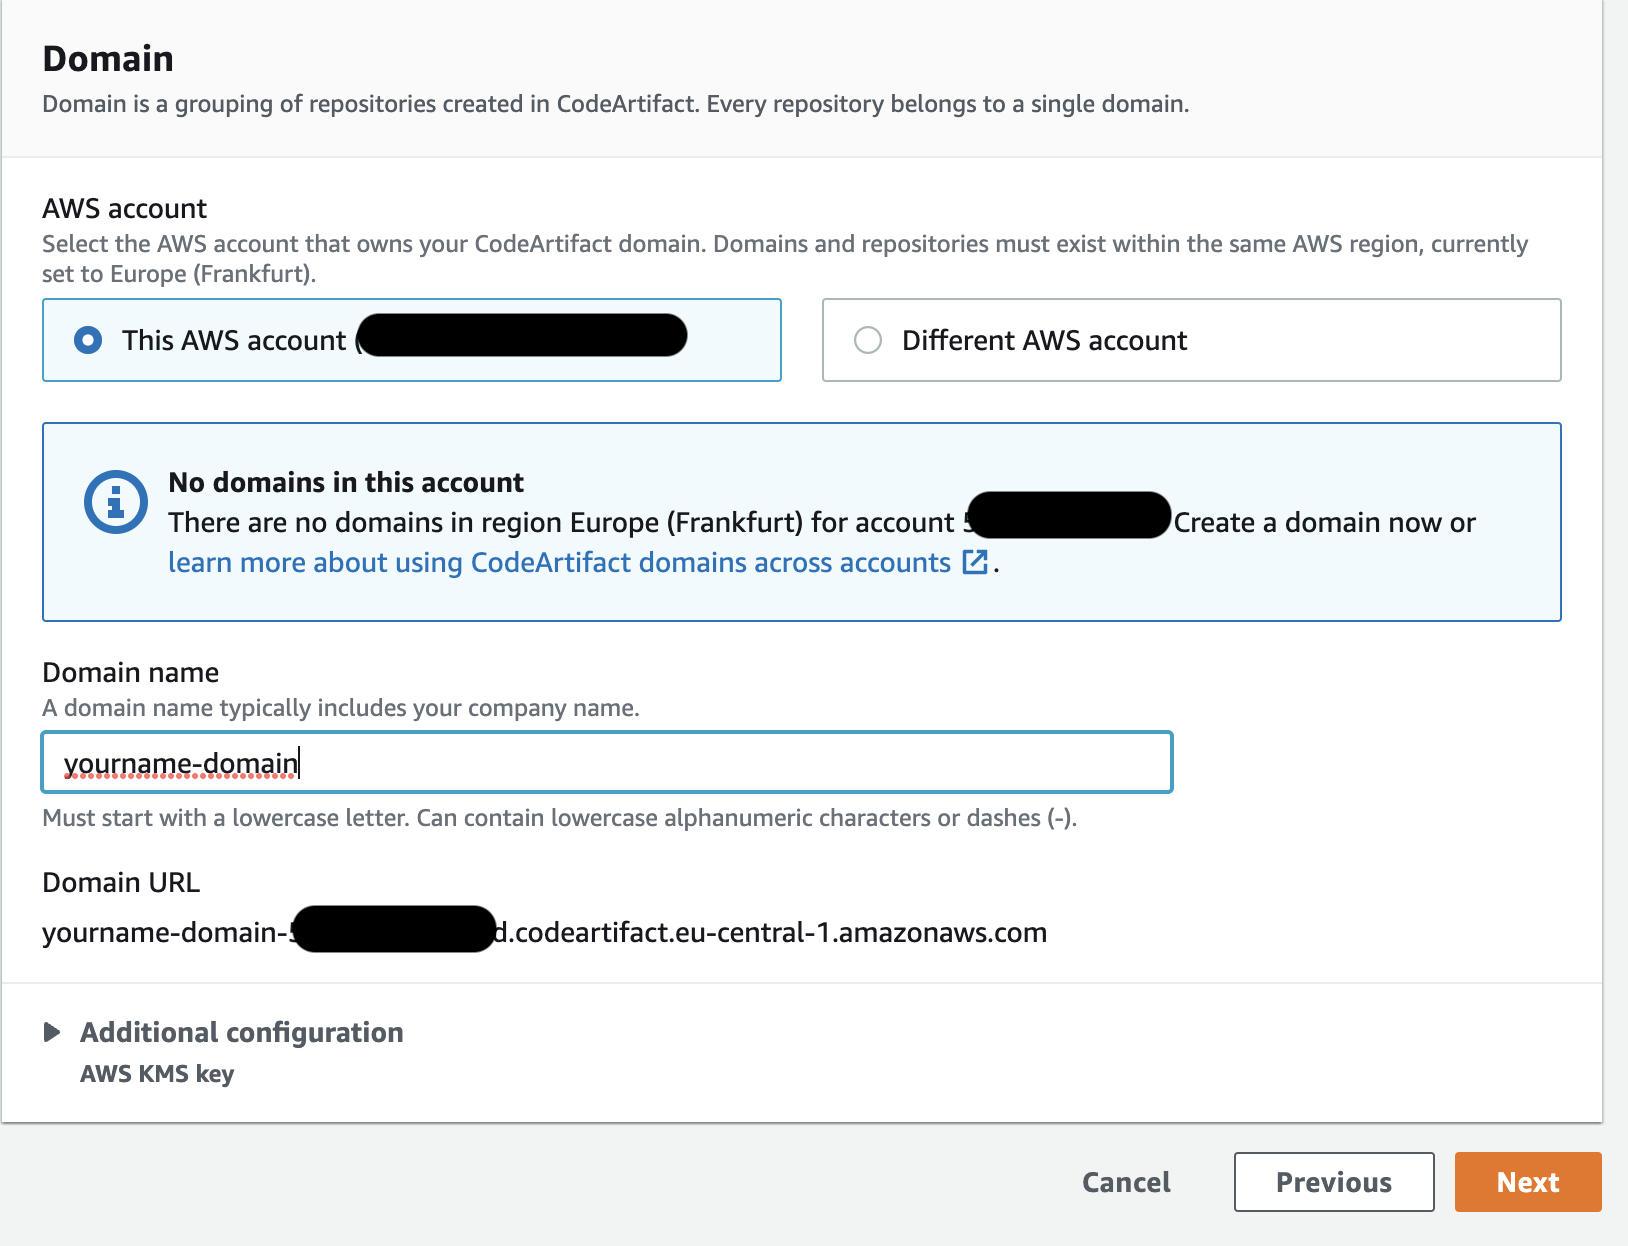 Domain
Domain is a grouping of repositories created in CodeArtifact. Every repository belongs to a single domain.
AWS account
Select the AWS account that owns your CodeArtifact domain. Domains and repositories must exist within the same AWS region, currently
set to Europe (Frankfurt).
This AWS account (
Different AWS account
No domains in this account
There are no domains in region Europe (Frankfurt) for account 5 Create a domain now or
learn more about using CodeArtifact domains across accounts .
Domain name
A domain name typically includes your company name.
yourname-domain
Must start with a lowercase letter. Can contain lowercase alphanumeric characters or dashes (-).
Domain URL
yourname-domain-5 d.codeartifact.eu-central-1.amazonaws.com
Additional configuration
AWS KMS key
Cancel
Previous
Next